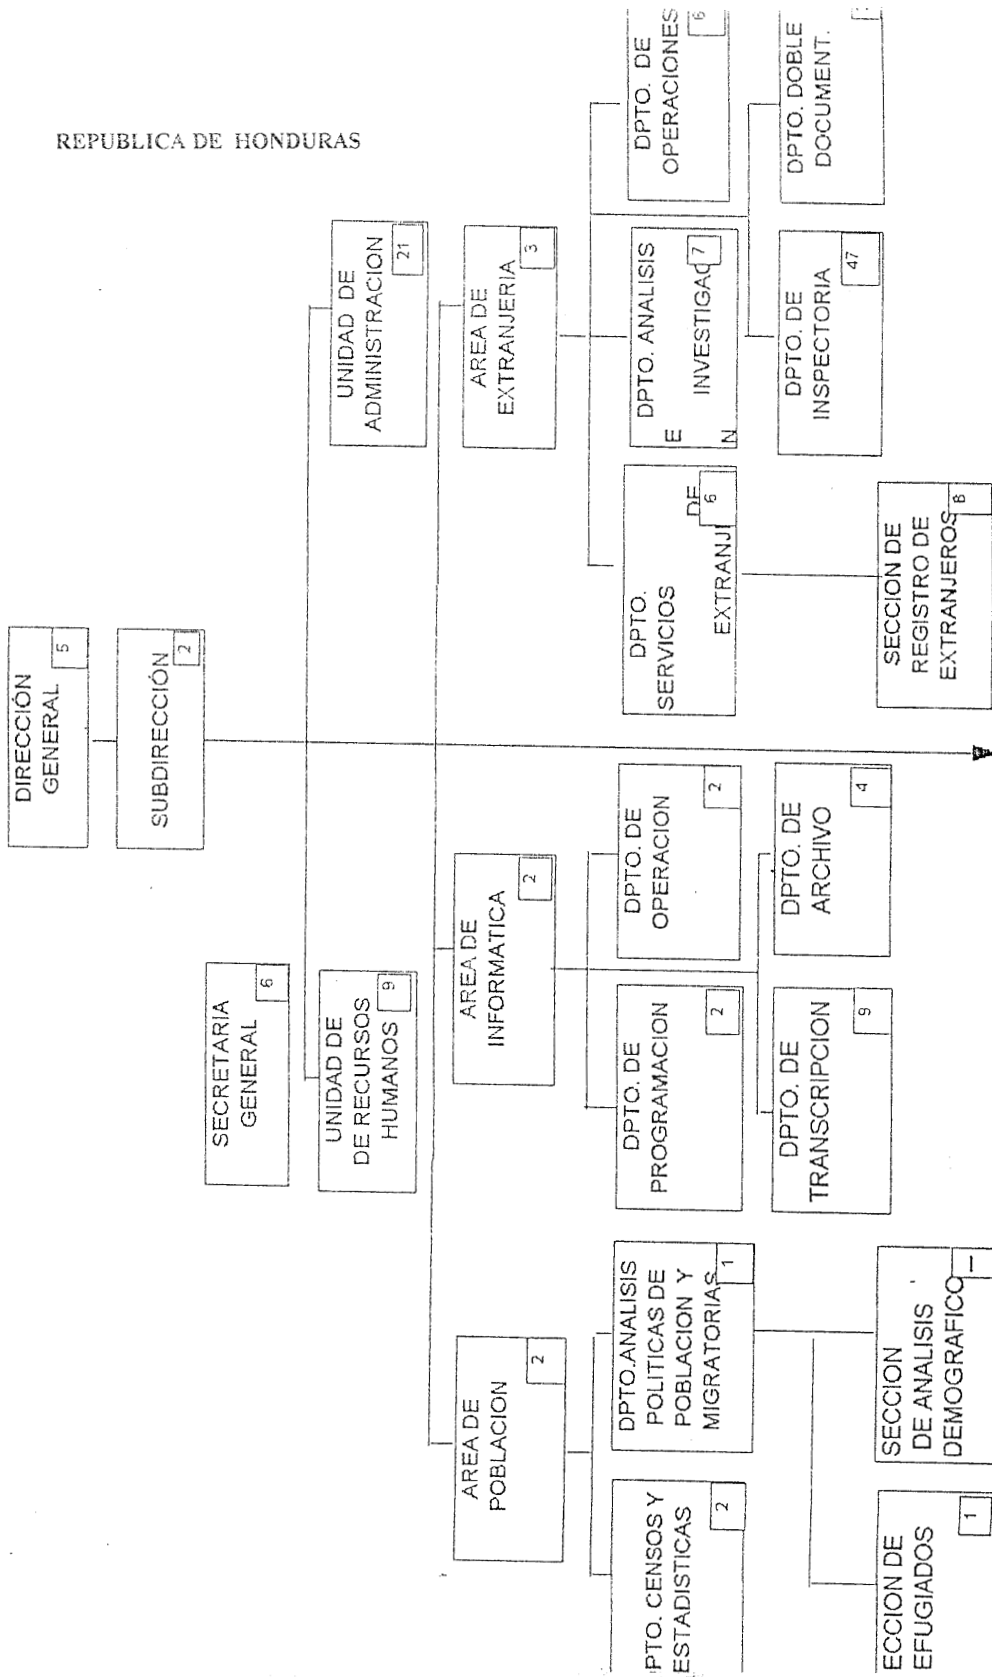 REPUBLICA DE HONDURAS
DIRECCIÓN
GENERAL
5
SUBDIRECCIÓN
2
SECRETARIA
GENERAL
6
UNIDAD DE
DE RECURSOS
HUMANOS
9
UNIDAD DE
ADMINISTRACION
21
AREA DE
POBLACION
2
AREA DE
INFORMATICA
2
AREA DE
EXTRANJERIA
3
PTO. CENSOS Y
ESTADISTICAS
2
DPTO.ANALISIS
POLITICAS DE
POBLACION Y
MIGRATORIAS
1
DPTO. DE
PROGRAMACION
2
DPTO. DE
OPERACION
2
DPTO.
SERVICIOS DE
EXTRANJ
6
DPTO. ANALISIS
E
INVESTIGAC
N
7
DPTO. DE
OPERACIONES
6
DPTO. DE
TRANSCRIPCION
9
DPTO. DE
ARCHIVO
4
DPTO. DE
INSPECTORIA
47
DPTO. DOBLE
DOCUMENT.
ECCION DE
EFUGIADOS
1
SECCION
DE ANALISIS
DEMOGRAFICO
SECCION DE
REGISTRO DE
EXTRANJEROS
8